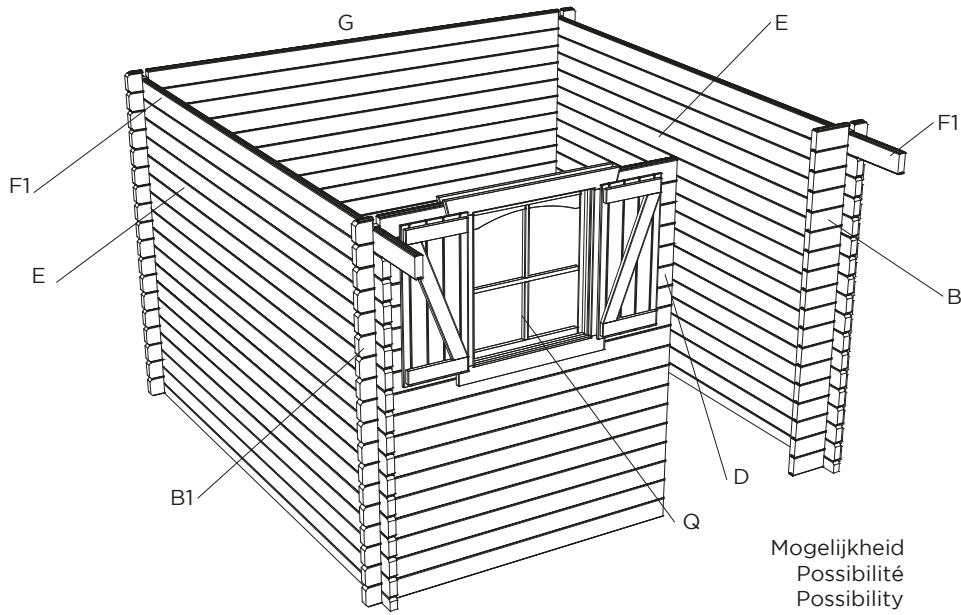 G
E
F1
F1
E
B
B1
D
Q
Mogelijkheid
Possibilité
Possibility